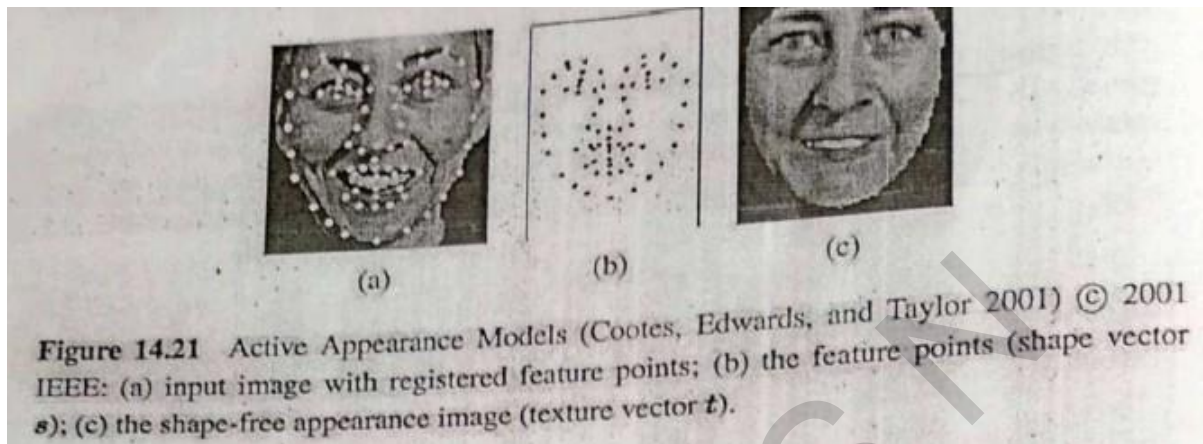 (a)
(b)
(c)
Figure 14.21 Active Appearance Models (Cootes, Edwards, and Taylor 2001) © 2001
IEEE: (a) input image with registered feature points; (b) the feature points (shape vector
s); (c) the shape-free appearance image (texture vector t).